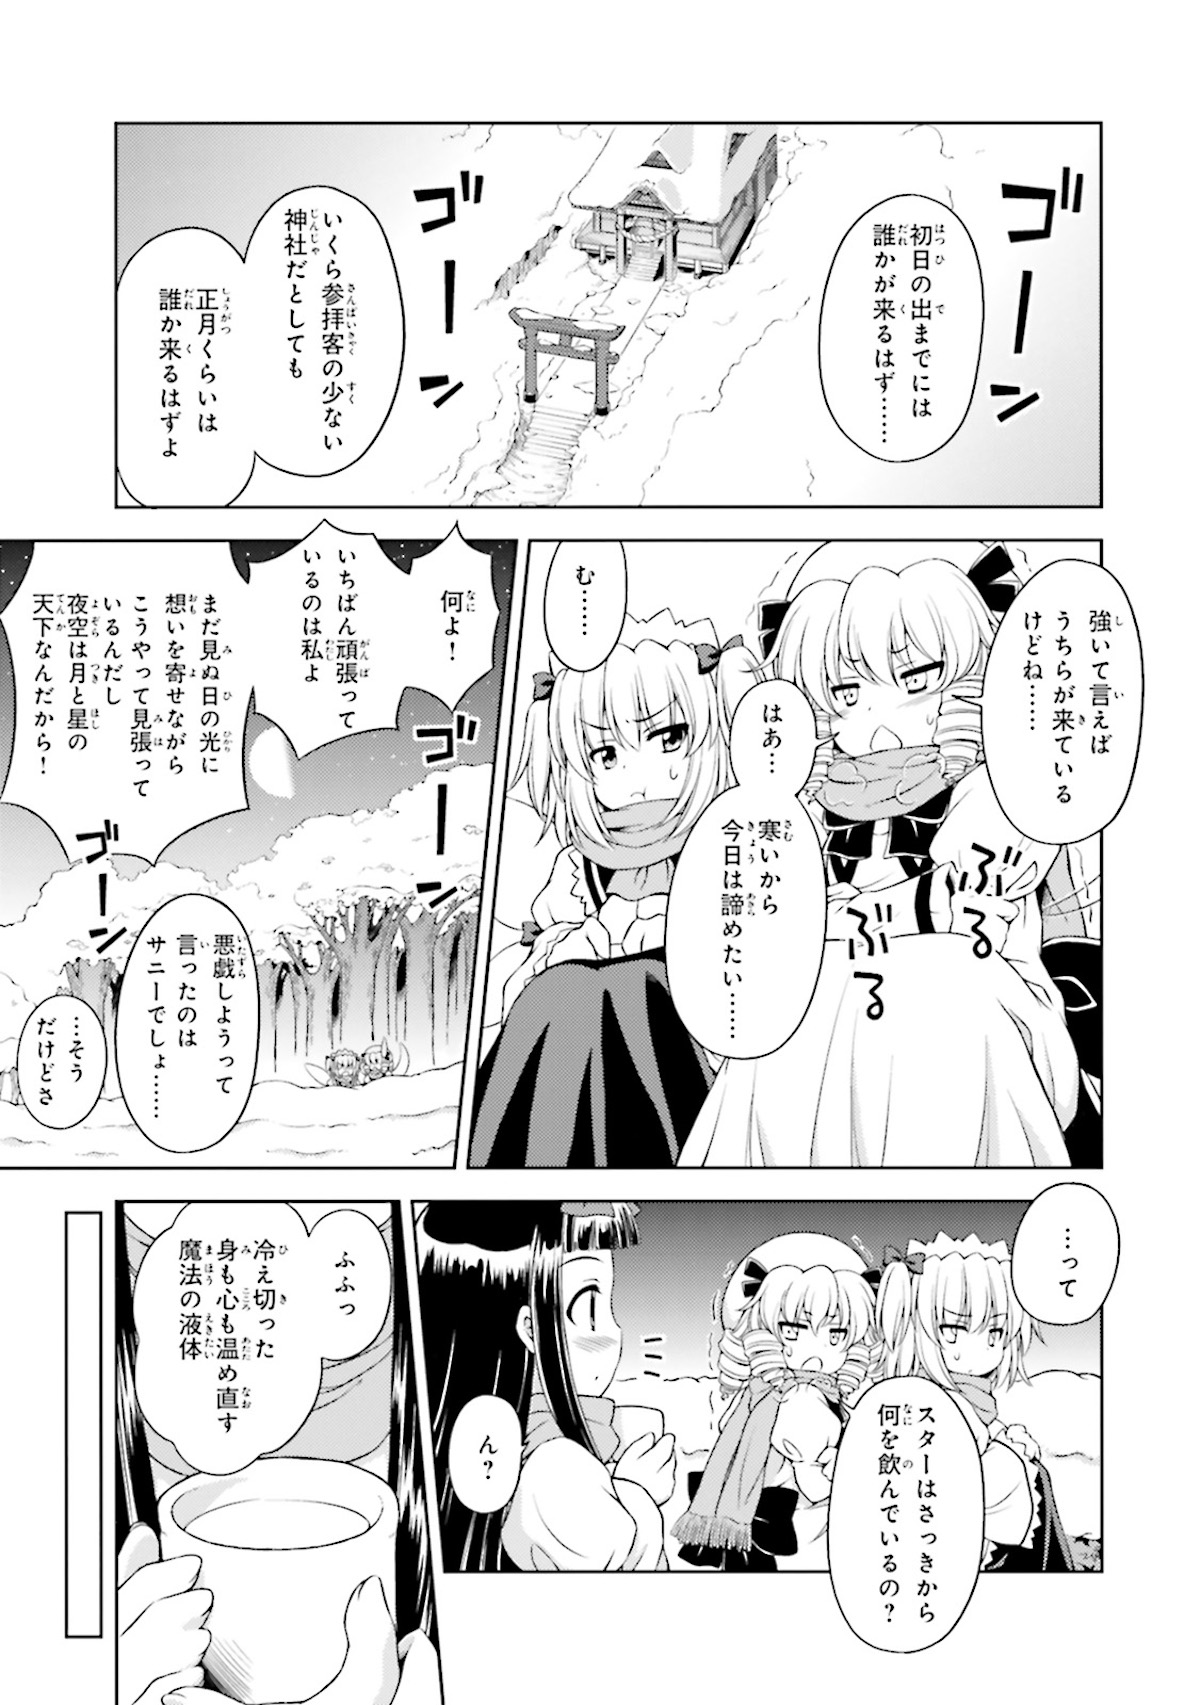 初日の出までには
誰かが来るはず……
ゴーン
いくら参拝客の少ない
神社だとしても
正月くらいは
誰か来るはずよ
ゴーン
強いて言えば
うちらが来ている
けどね……
ぶる
ぶる
はあ…
寒いから
今日は諦めたい……
む……
何よ！
いちばん頑張って
いるのは私よ
まだ見ぬ日の光に
想いを寄せながら
こうやって見張って
いるんだし
夜空は月と星の
天下なんだから！
ゴーン
悪戯しようって
言ったのは
サニーでしょ……
…そう
だけどさ
…って
スターはさっきから
何を飲んでいるの？
ん？
ふふっ
冷え切った
身も心も温め直す
魔法の液体